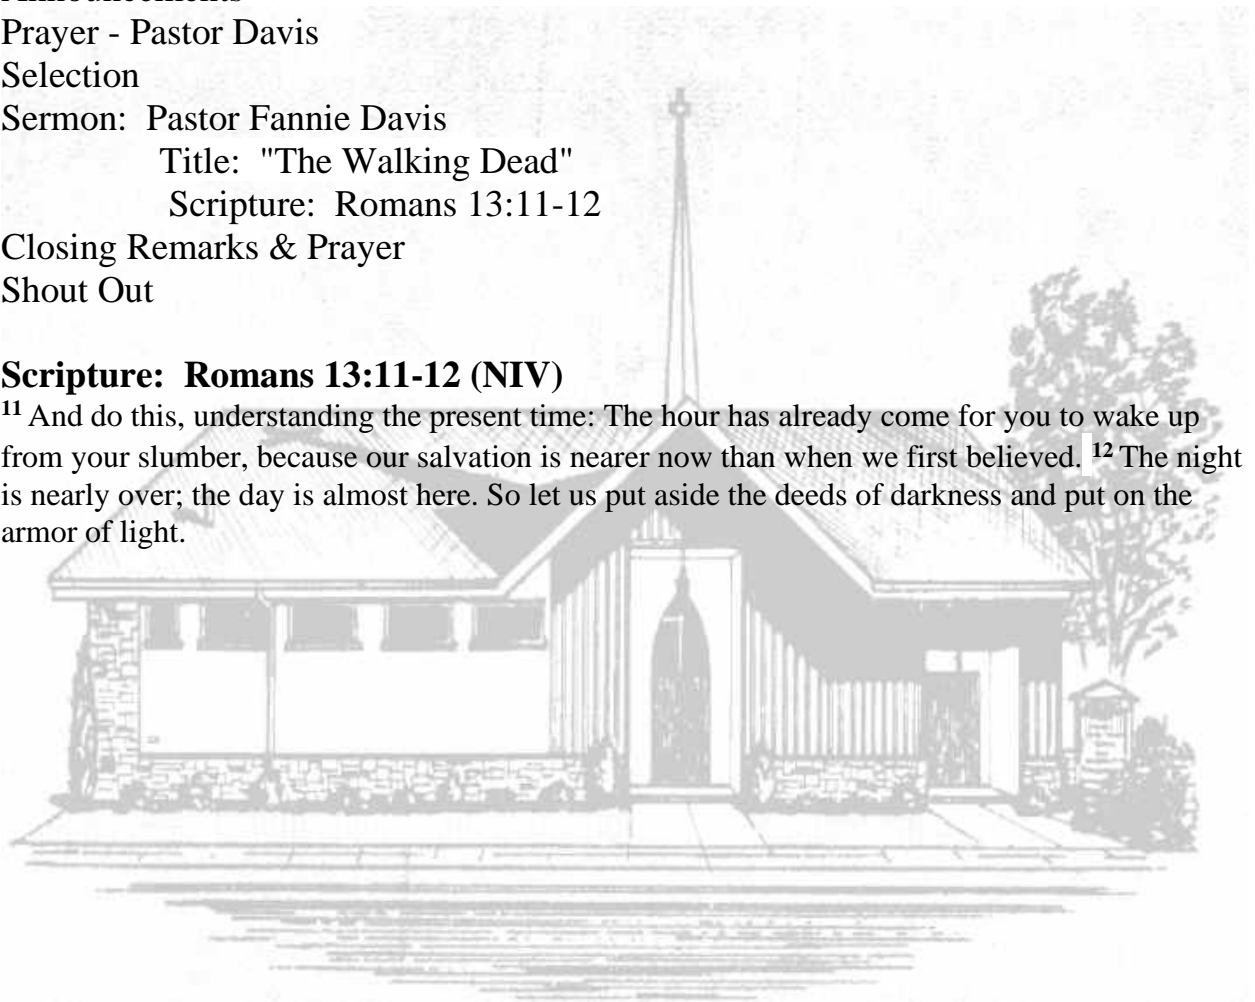 Announcements
Prayer - Pastor Davis
Selection
Sermon: Pastor Fannie Davis
Title: "The Walking Dead"
Scripture: Romans 13:11-12
Closing Remarks & Prayer
Shout Out
Scripture: Romans 13:11-12 (NIV)
11 And do this, understanding the present time: The hour has already come for you to wake up
from your slumber, because our salvation is nearer now than when we first believed. 12 The night
is nearly over; the day is almost here. So let us put aside the deeds of darkness and put on the
armor of light.